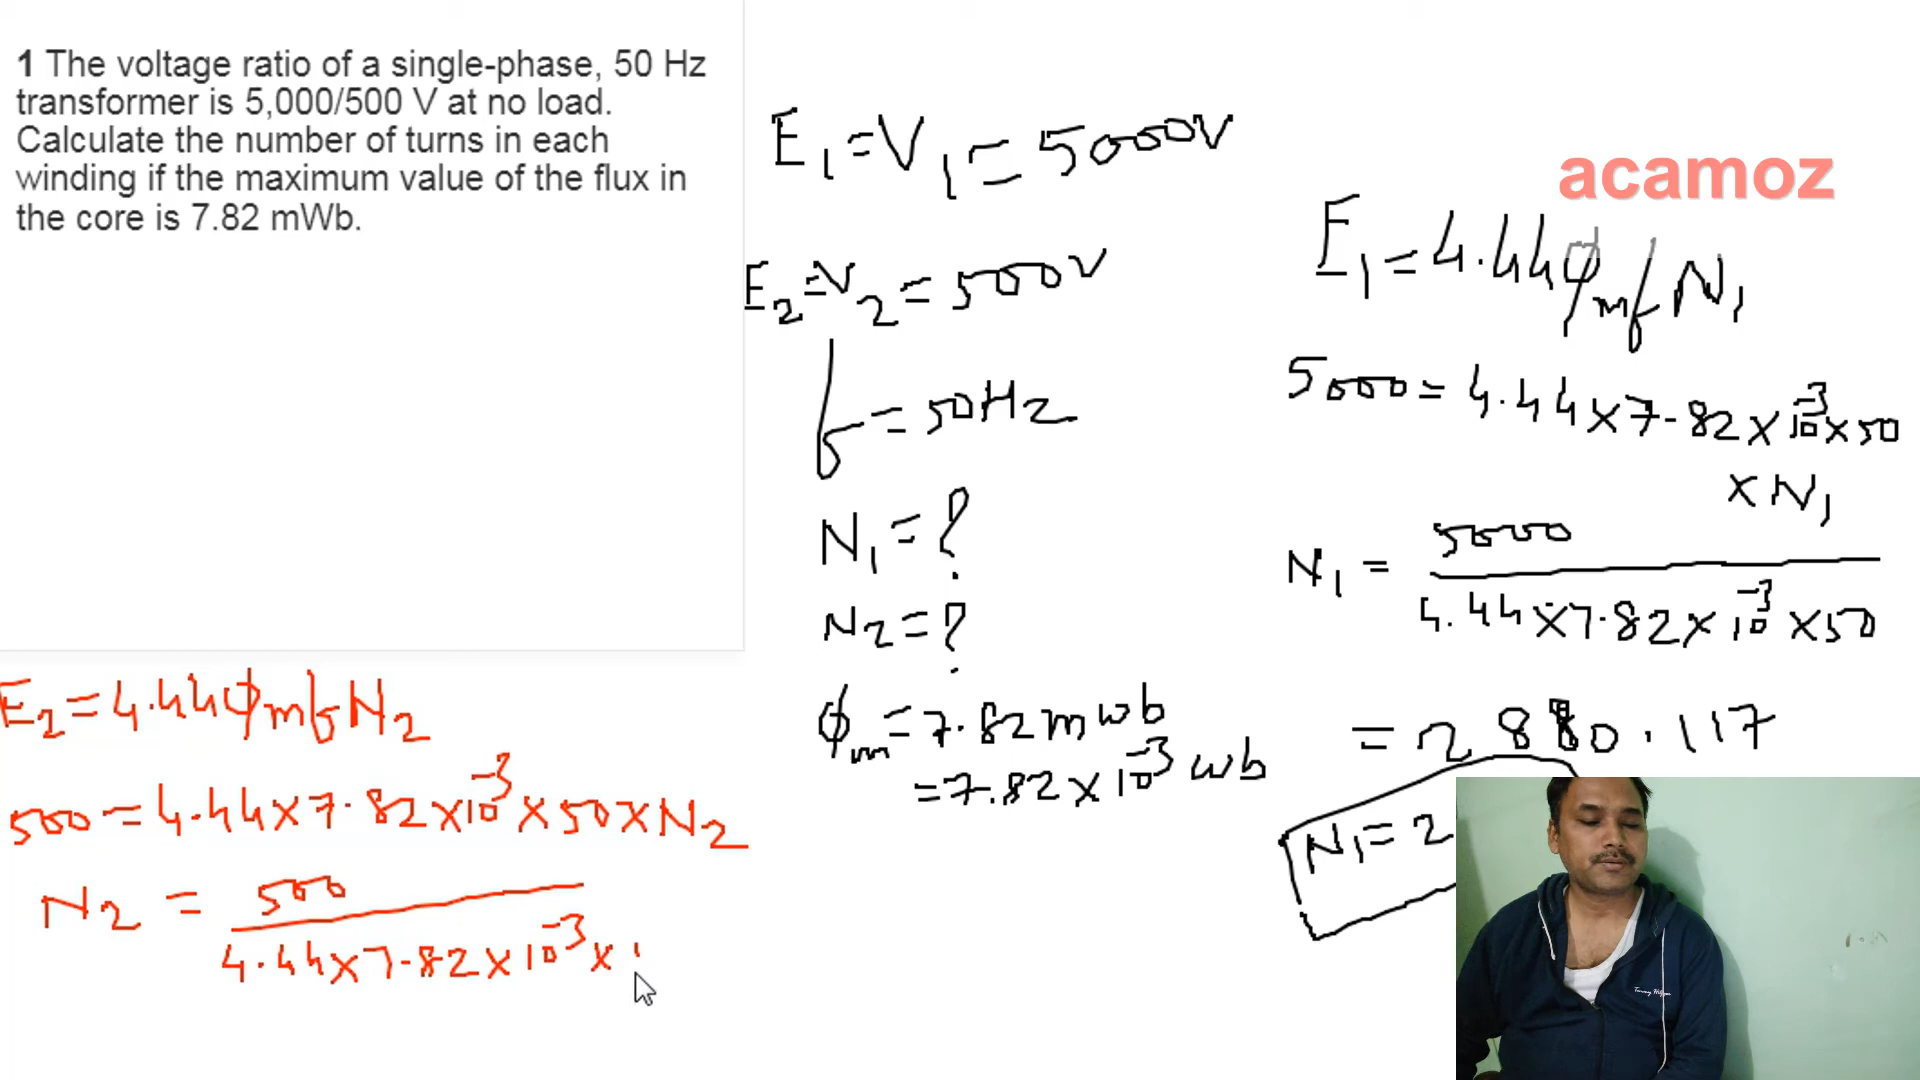 1 The voltage ratio of a single-phase, 50 Hz
transformer is 5,000/500 V at no load.
Calculate the number of turns in each
winding if the maximum value of the flux in
the core is 7.82 mWb.
E₁=V₁=5000V
E₂=V₂=500V
f=50Hz
N₁=?
N₂=?
ϕm=7.82mwb
=7.82×10⁻³ wb
acamoz
E₁=4.44ϕmfN₁
5000=4.44×7.82×10⁻³×50
×N₁
N₁ = 5000
4.44×7.82×10⁻³×50
=2880.117
N₁=2
E₂=4.44ϕmfN₂
500=4.44×7.82×10⁻³×50×N₂
N₂ = 500
4.44×7.82×10⁻³×